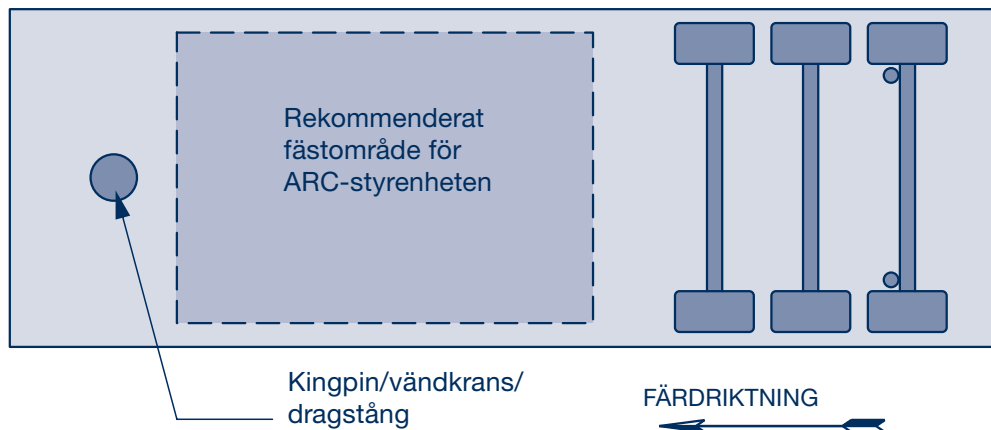 Rekommenderat
fästområde för
ARC-styrenheten
Kingpin/vändkrans/
dragstång
FÄRDRIKTNING